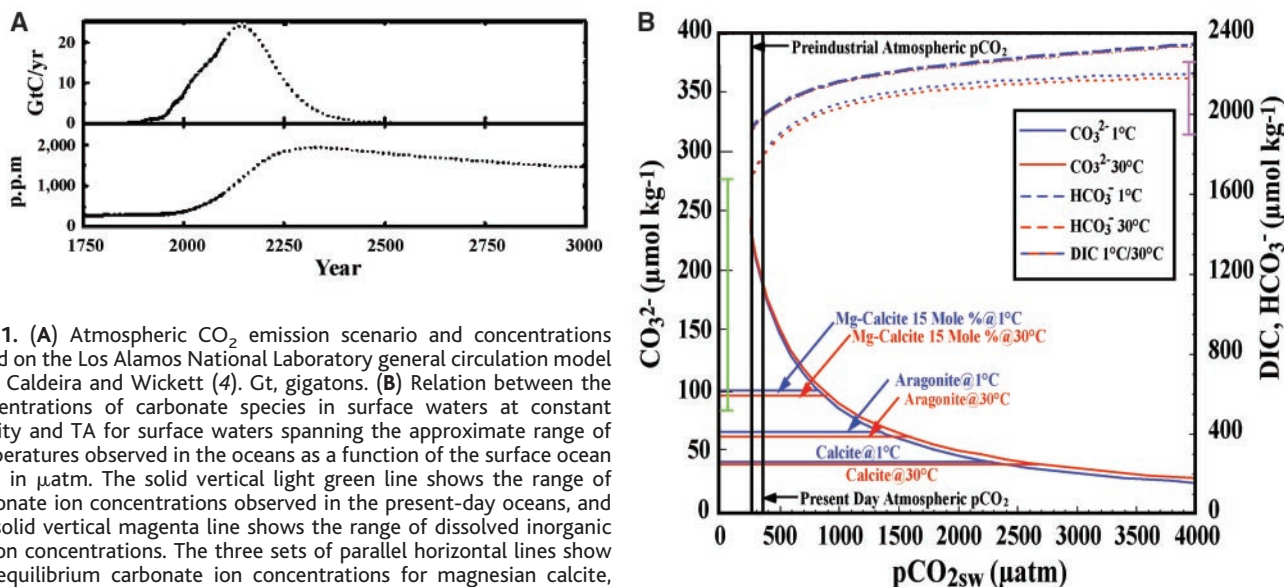 A
GtC/yr
20
10
0
p.p.m
2,000
1,000
0
1750
2000
2250
2500
2750
3000
Year
1. (A) Atmospheric CO2 emission scenario and concentrations
on the Los Alamos National Laboratory general circulation model
Caldeira and Wickett (4). Gt, gigatons. (B) Relation between the
concentrations of carbonate species in surface waters at constant
and TA for surface waters spanning the approximate range of
observed in the oceans as a function of the surface ocean
in μatm. The solid vertical light green line shows the range of
ion concentrations observed in the present-day oceans, and
solid vertical magenta line shows the range of dissolved inorganic
concentrations. The three sets of parallel horizontal lines show
equilibrium carbonate ion concentrations for magnesian calcite,
B
CO3 2- (μmol kg-1)
400
350
300
250
200
150
100
50
0
Preindustrial Atmospheric pCO2
CO3 2- 1°C
CO3 2- 30°C
HCO3- 1°C
HCO3- 30°C
DIC 1°C/30°C
Mg-Calcite 15 Mole %@1°C
Mg-Calcite 15 Mole %@30°C
Aragonite@1°C
Aragonite@30°C
Calcite@1°C
Calcite@30°C
Present Day Atmospheric pCO2
0
500
1000
1500
2000
2500
3000
3500
4000
pCO2sw (μatm)
2400
2000
1600
1200
800
400
0
DIC, HCO3- (μmol kg-1)